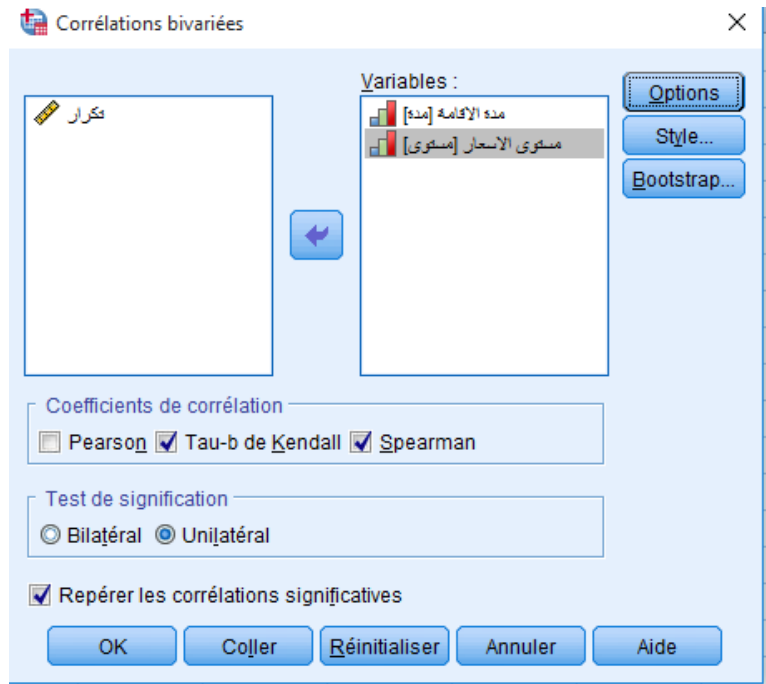 Corrélations bivariées
Variables :
تكرار
مدة الاقامة [مدة]
مستوى الاسعار [مستوى]
Options
Style...
Bootstrap...
Coefficients de corrélation
Pearson Tau-b de Kendall Spearman
Test de signification
Bilatéral Unilatéral
Repérer les corrélations significatives
OK Coller Réinitialiser Annuler Aide